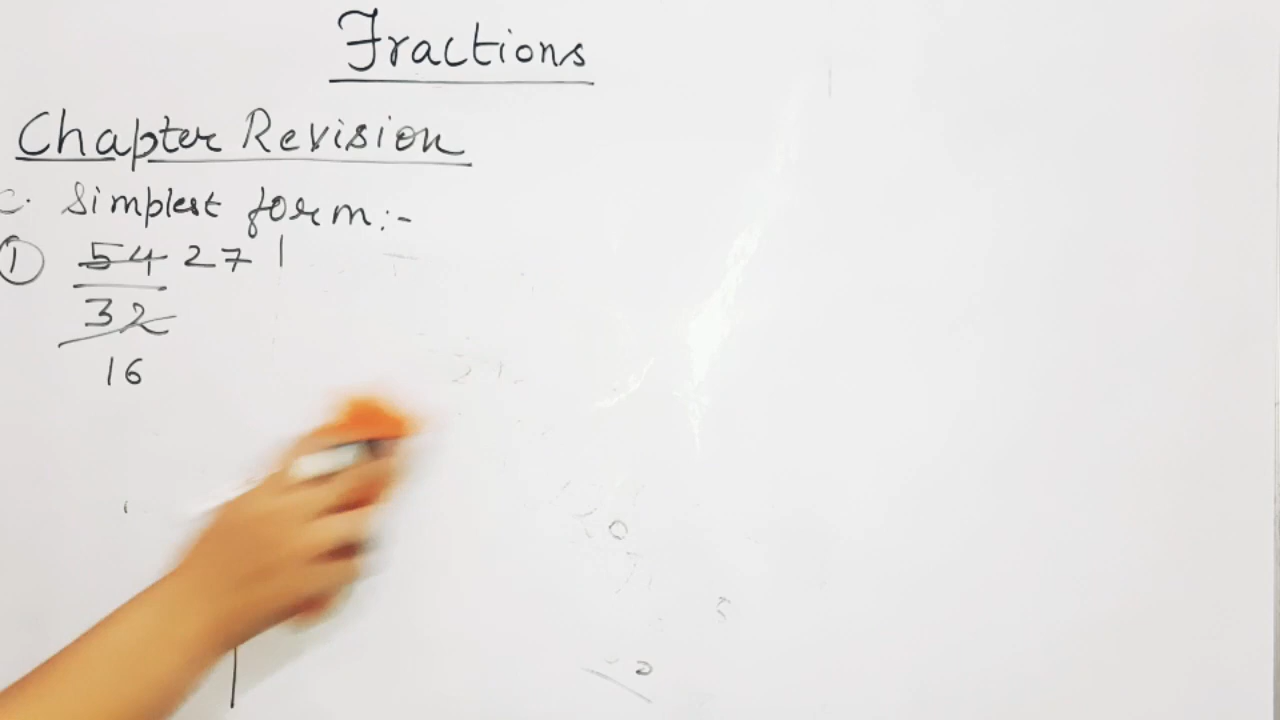 Fractions
Chapter Revision
C. Simplest form:-
① 54 27
32
16